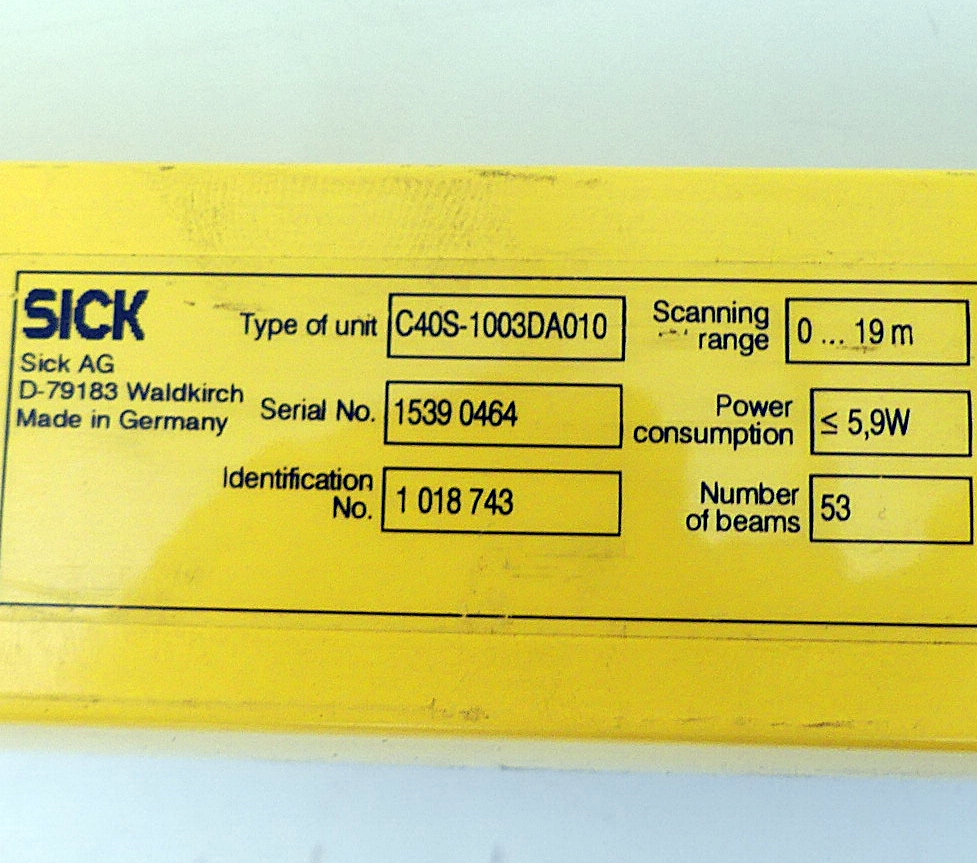 SICK
Sick AG
D-79183 Waldkirch
Made in Germany
Type of unit C40S-1003DA010
Serial No. 1539 0464
Identification
No. 1 018 743
Scanning
range 0 ... 19 m
Power
consumption ≤ 5,9W
Number
of beams 53